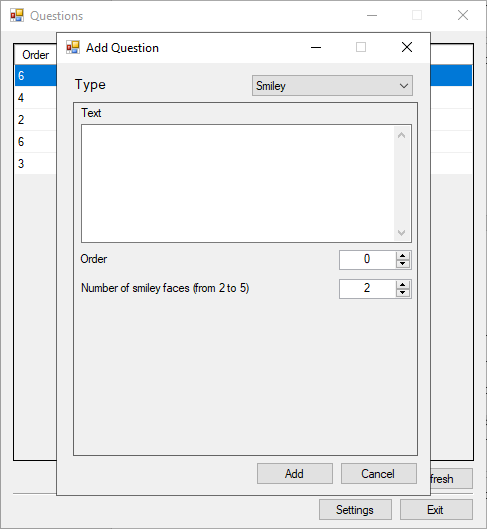 Questions
Add Question
Order
Type
Smiley
6
4
2
6
3
Text
Order
0
Number of smiley faces (from 2 to 5)
2
Add
Cancel
fresh
Settings
Exit